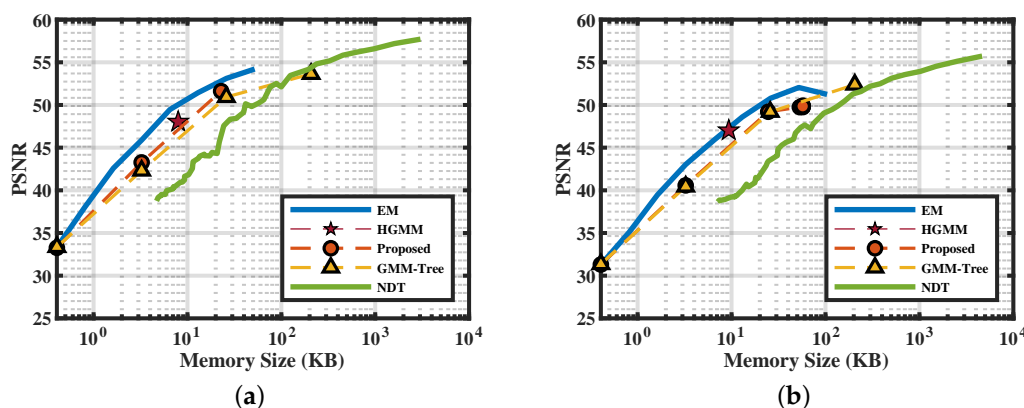 60
55
50
45
40
35
30
25
PSNR
10^0
10^1
10^2
10^3
10^4
Memory Size (KB)
EM
HGMM
Proposed
GMM-Tree
NDT
(a)
60
55
50
45
40
35
30
25
PSNR
10^0
10^1
10^2
10^3
10^4
Memory Size (KB)
EM
HGMM
Proposed
GMM-Tree
NDT
(b)